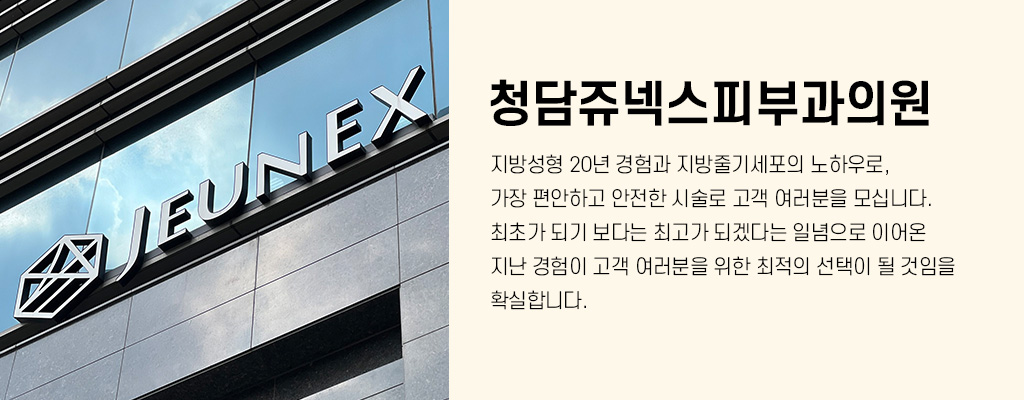 JEUNEX
청담쥬넥스피부과의원
지방성형 20년 경험과 지방줄기세포의 노하우로,
가장 편안하고 안전한 시술로 고객 여러분을 모십니다.
최초가 되기 보다는 최고가 되겠다는 일념으로 이어온
지난 경험이 고객 여러분을 위한 최적의 선택이 될 것임을
확실합니다.